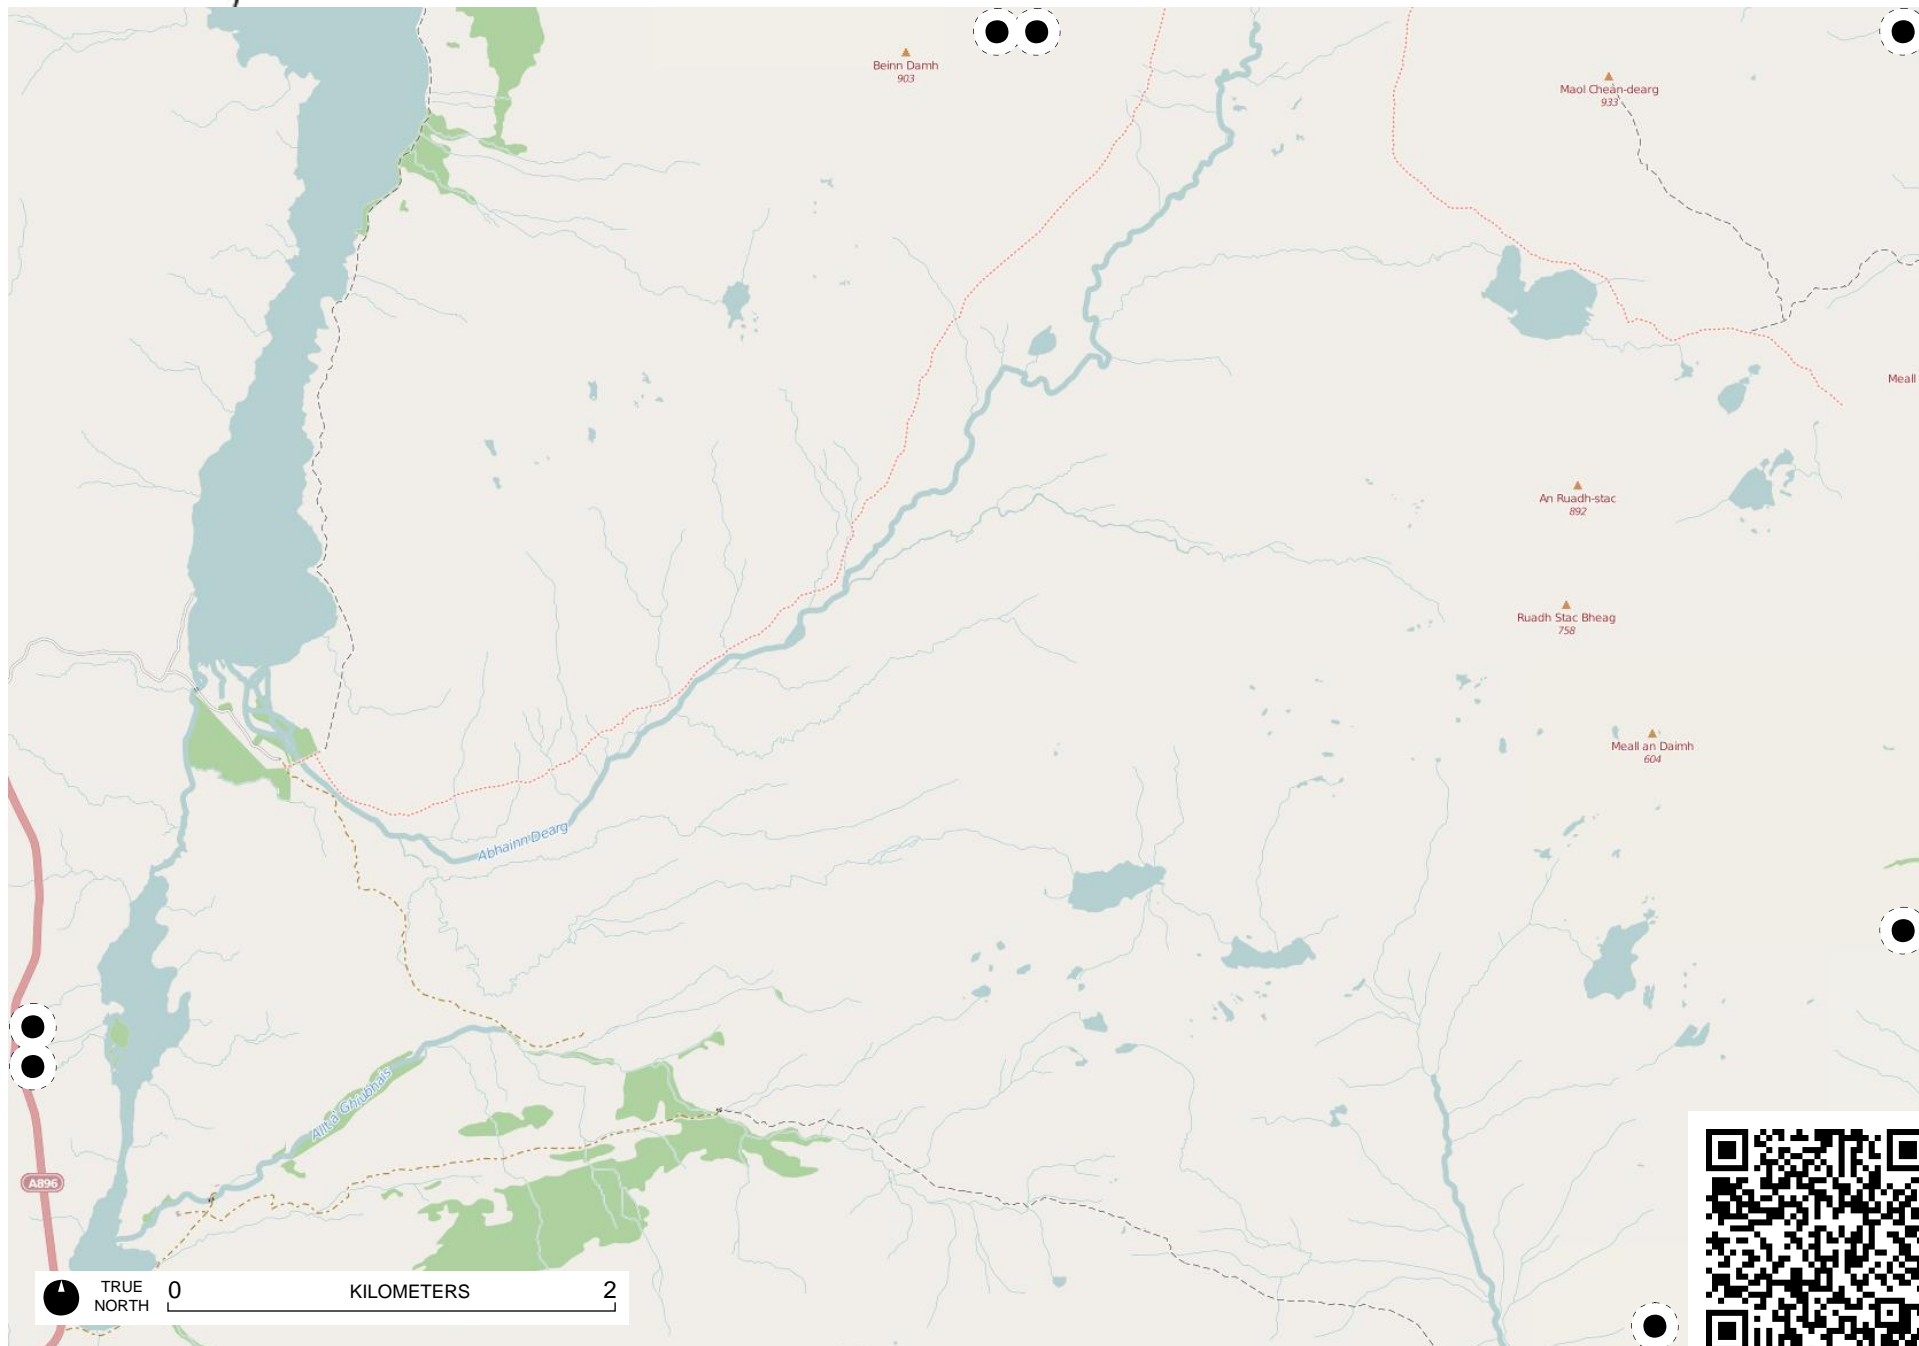 Beinn Damh
903
Maol Chean-dearg
933
Meall
An Ruadh-stac
892
Ruadh Stac Bheag
758
Meall an Daimh
604
Abhainn Dearg
Allt a' Ghiubhais
A896
TRUE
NORTH
0
KILOMETERS
2